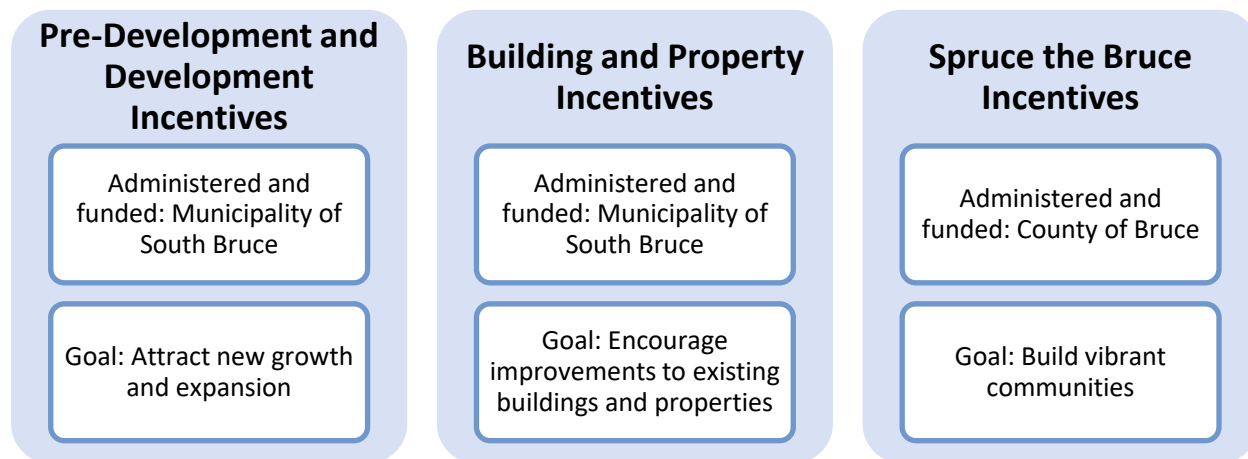 Pre-Development and
Development
Incentives
Administered and
funded: Municipality of
South Bruce
Goal: Attract new growth
and expansion
Building and Property
Incentives
Administered and
funded: Municipality of
South Bruce
Goal: Encourage
improvements to existing
buildings and properties
Spruce the Bruce
Incentives
Administered and
funded: County of Bruce
Goal: Build vibrant
communities